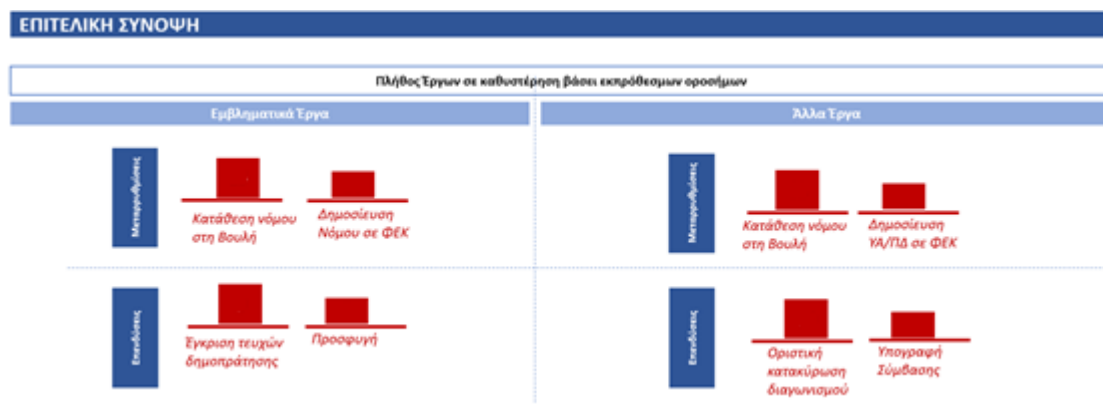 ΕΠΙΤΕΛΙΚΗ ΣΥΝΟΨΗ
Πλήθος Έργων σε καθυστέρηση βάσει εκπρόθεσμων οροσήμων
Εμβληματικά Έργα
Άλλα Έργα
Μεταρρυθμίσεις
Κατάθεση νόμου
στη Βουλή
Δημοσίευση
Νόμου σε ΦΕΚ
Μεταρρυθμίσεις
Κατάθεση νόμου
στη Βουλή
Δημοσίευση
ΥΑ/ΠΔ σε ΦΕΚ
Επενδύσεις
Έγκριση τευχών
δημοπράτησης
Προσφυγή
Επενδύσεις
Οριστική
κατακύρωση
διαγωνισμού
Υπογραφή
Σύμβασης